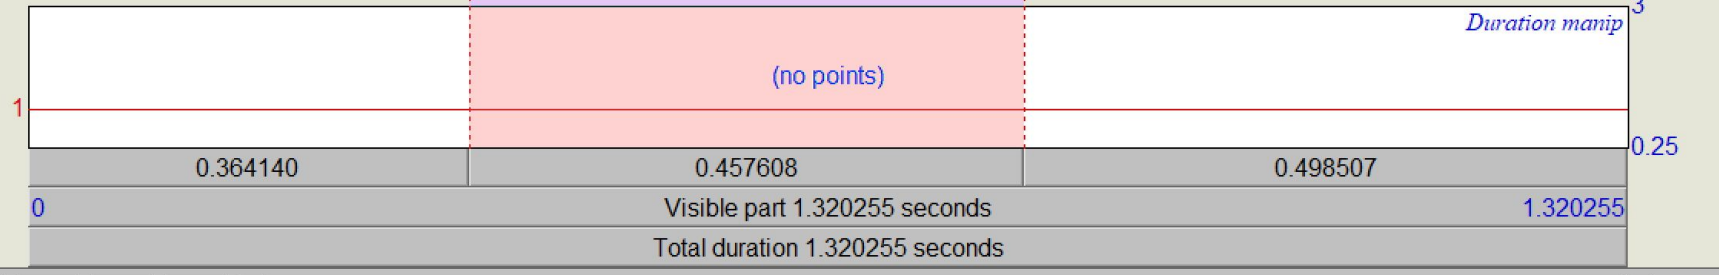 3
Duration manip
(no points)
1
0.25
0.364140 0.457608 0.498507
0 Visible part 1.320255 seconds 1.320255
Total duration 1.320255 seconds